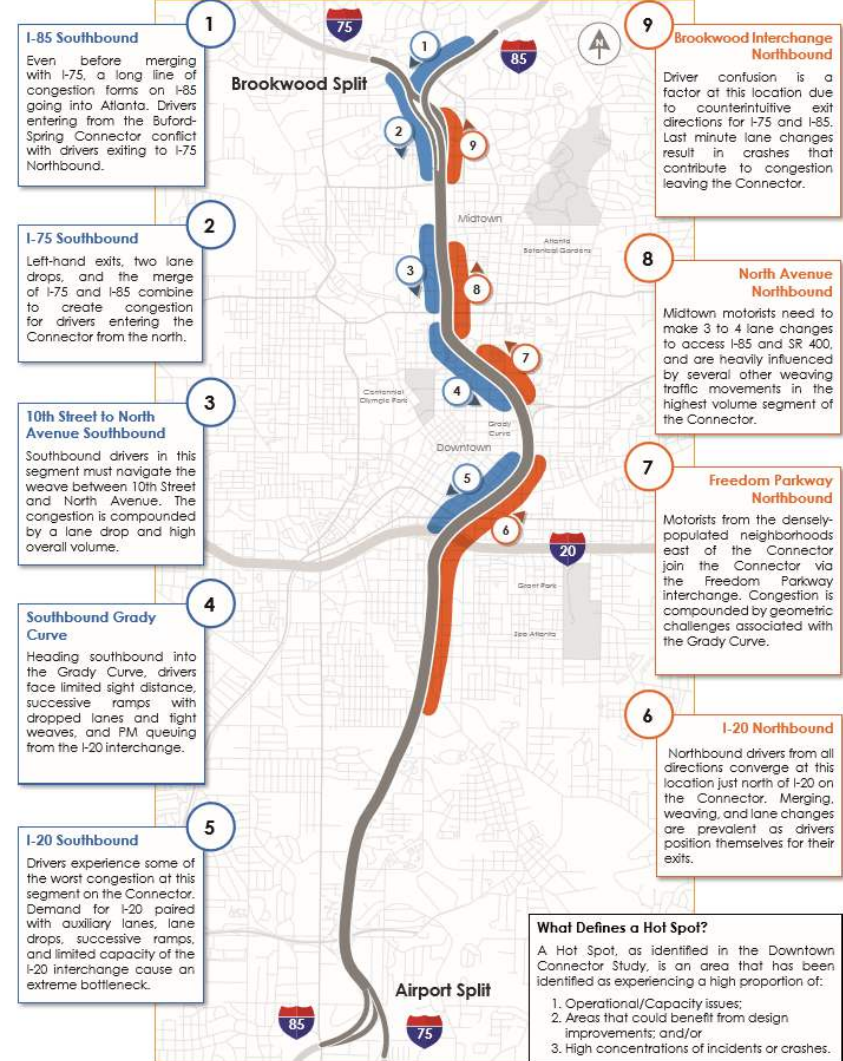 1
I-85 Southbound
Even before merging
with I-75, a long line of
congestion forms on I-85
going into Atlanta. Drivers
entering from the Buford-
Spring Connector conflict
with drivers exiting to I-75
Northbound.
2
I-75 Southbound
Left-hand exits, two lane
drops, and the merge
of I-75 and I-85 combine
to create congestion
for drivers entering the
Connector from the north.
3
10th Street to North
Avenue Southbound
Southbound drivers in this
segment must navigate the
weave between 10th Street
and North Avenue. The
congestion is compounded
by a lane drop and high
overall volume.
4
Southbound Grady
Curve
Heading southbound into
the Grady Curve, drivers
face limited sight distance,
successive ramps with
dropped lanes and tight
weaves, and PM queuing
from the I-20 interchange.
5
I-20 Southbound
Drivers experience some of
the worst congestion at this
segment on the Connector.
Demand for I-20 paired
with auxiliary lanes, lane
drops, successive ramps,
and limited capacity of the
I-20 interchange cause an
extreme bottleneck.
75
1
85
N
Brookwood Split
2
9
Midtown
Atlanta
Botanical Gardens
3
8
7
Centennial
Olympic Park
4
Grady
Curve
Downtown
5
6
20
Grant Park
Zoo Atlanta
Airport Split
85
75
9
Brookwood Interchange
Northbound
Driver confusion is a
factor at this location due
to counterintuitive exit
directions for I-75 and I-85.
Last minute lane changes
result in crashes that
contribute to congestion
leaving the Connector.
8
North Avenue
Northbound
Midtown motorists need to
make 3 to 4 lane changes
to access I-85 and SR 400,
and are heavily influenced
by several other weaving
traffic movements in the
highest volume segment of
the Connector.
7
Freedom Parkway
Northbound
Motorists from the densely-
populated neighborhoods
east of the Connector
join the Connector via
the Freedom Parkway
interchange. Congestion is
compounded by geometric
challenges associated with
the Grady Curve.
6
I-20 Northbound
Northbound drivers from all
directions converge at this
location just north of I-20 on
the Connector. Merging,
weaving, and lane changes
are prevalent as drivers
position themselves for their
exits.
What Defines a Hot Spot?
A Hot Spot, as identified in the Downtown
Connector Study, is an area that has been
identified as experiencing a high proportion of:
1. Operational/Capacity issues;
2. Areas that could benefit from design
improvements; and/or
3. High concentrations of incidents or crashes.